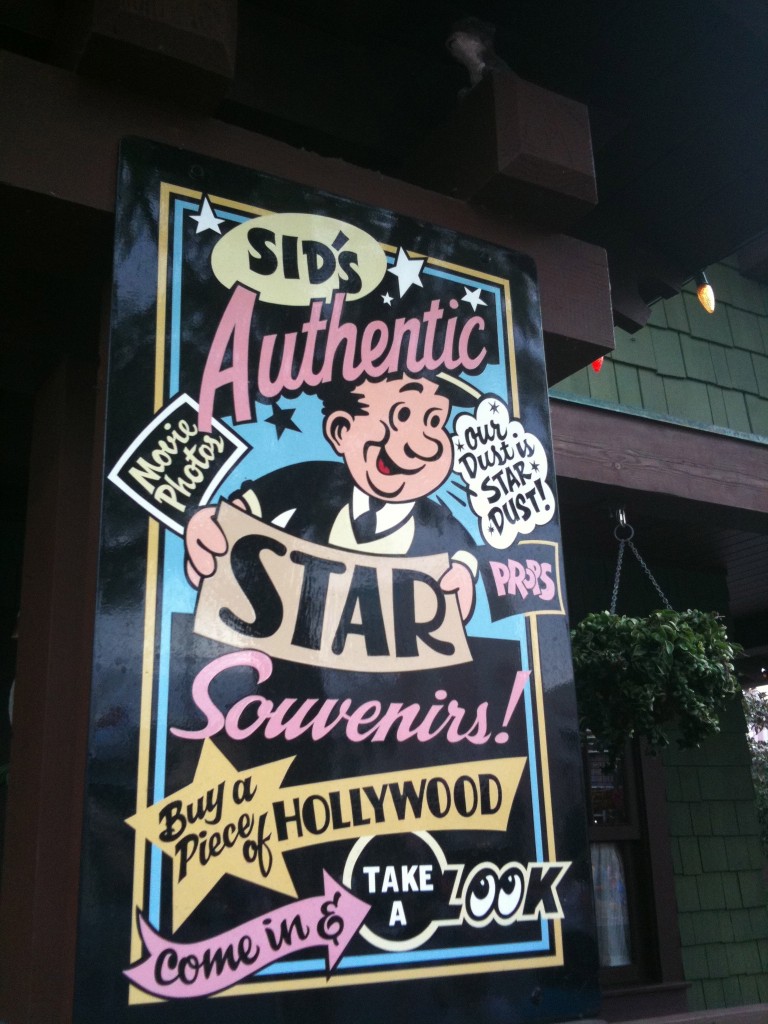 SID'S
Authentic
Movie
Photos
Our
Dust is
STAR
DUST!
STAR
PROPS
Souvenirs!
Buy a
Piece
of
HOLLYWOOD
TAKE
A
LOOK
Come in &